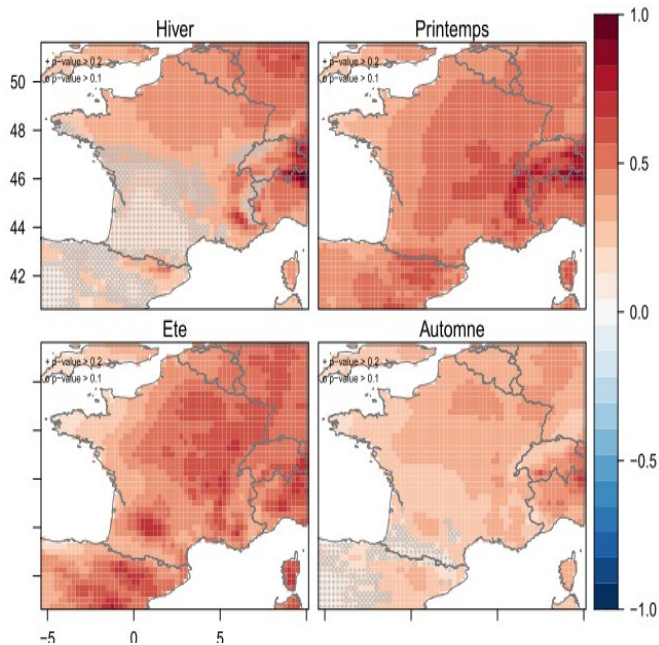 Hiver
Printemps
1.0
+ p-value > 0.2
o p-value > 0.1
+ p-value > 0.2
o p-value > 0.1
50
48
46
44
42
0.5
0.0
Ete
Automne
+ p-value > 0.2
o p-value > 0.1
+ p-value > 0.2
o p-value > 0.1
-0.5
-1.0
-5
0
5